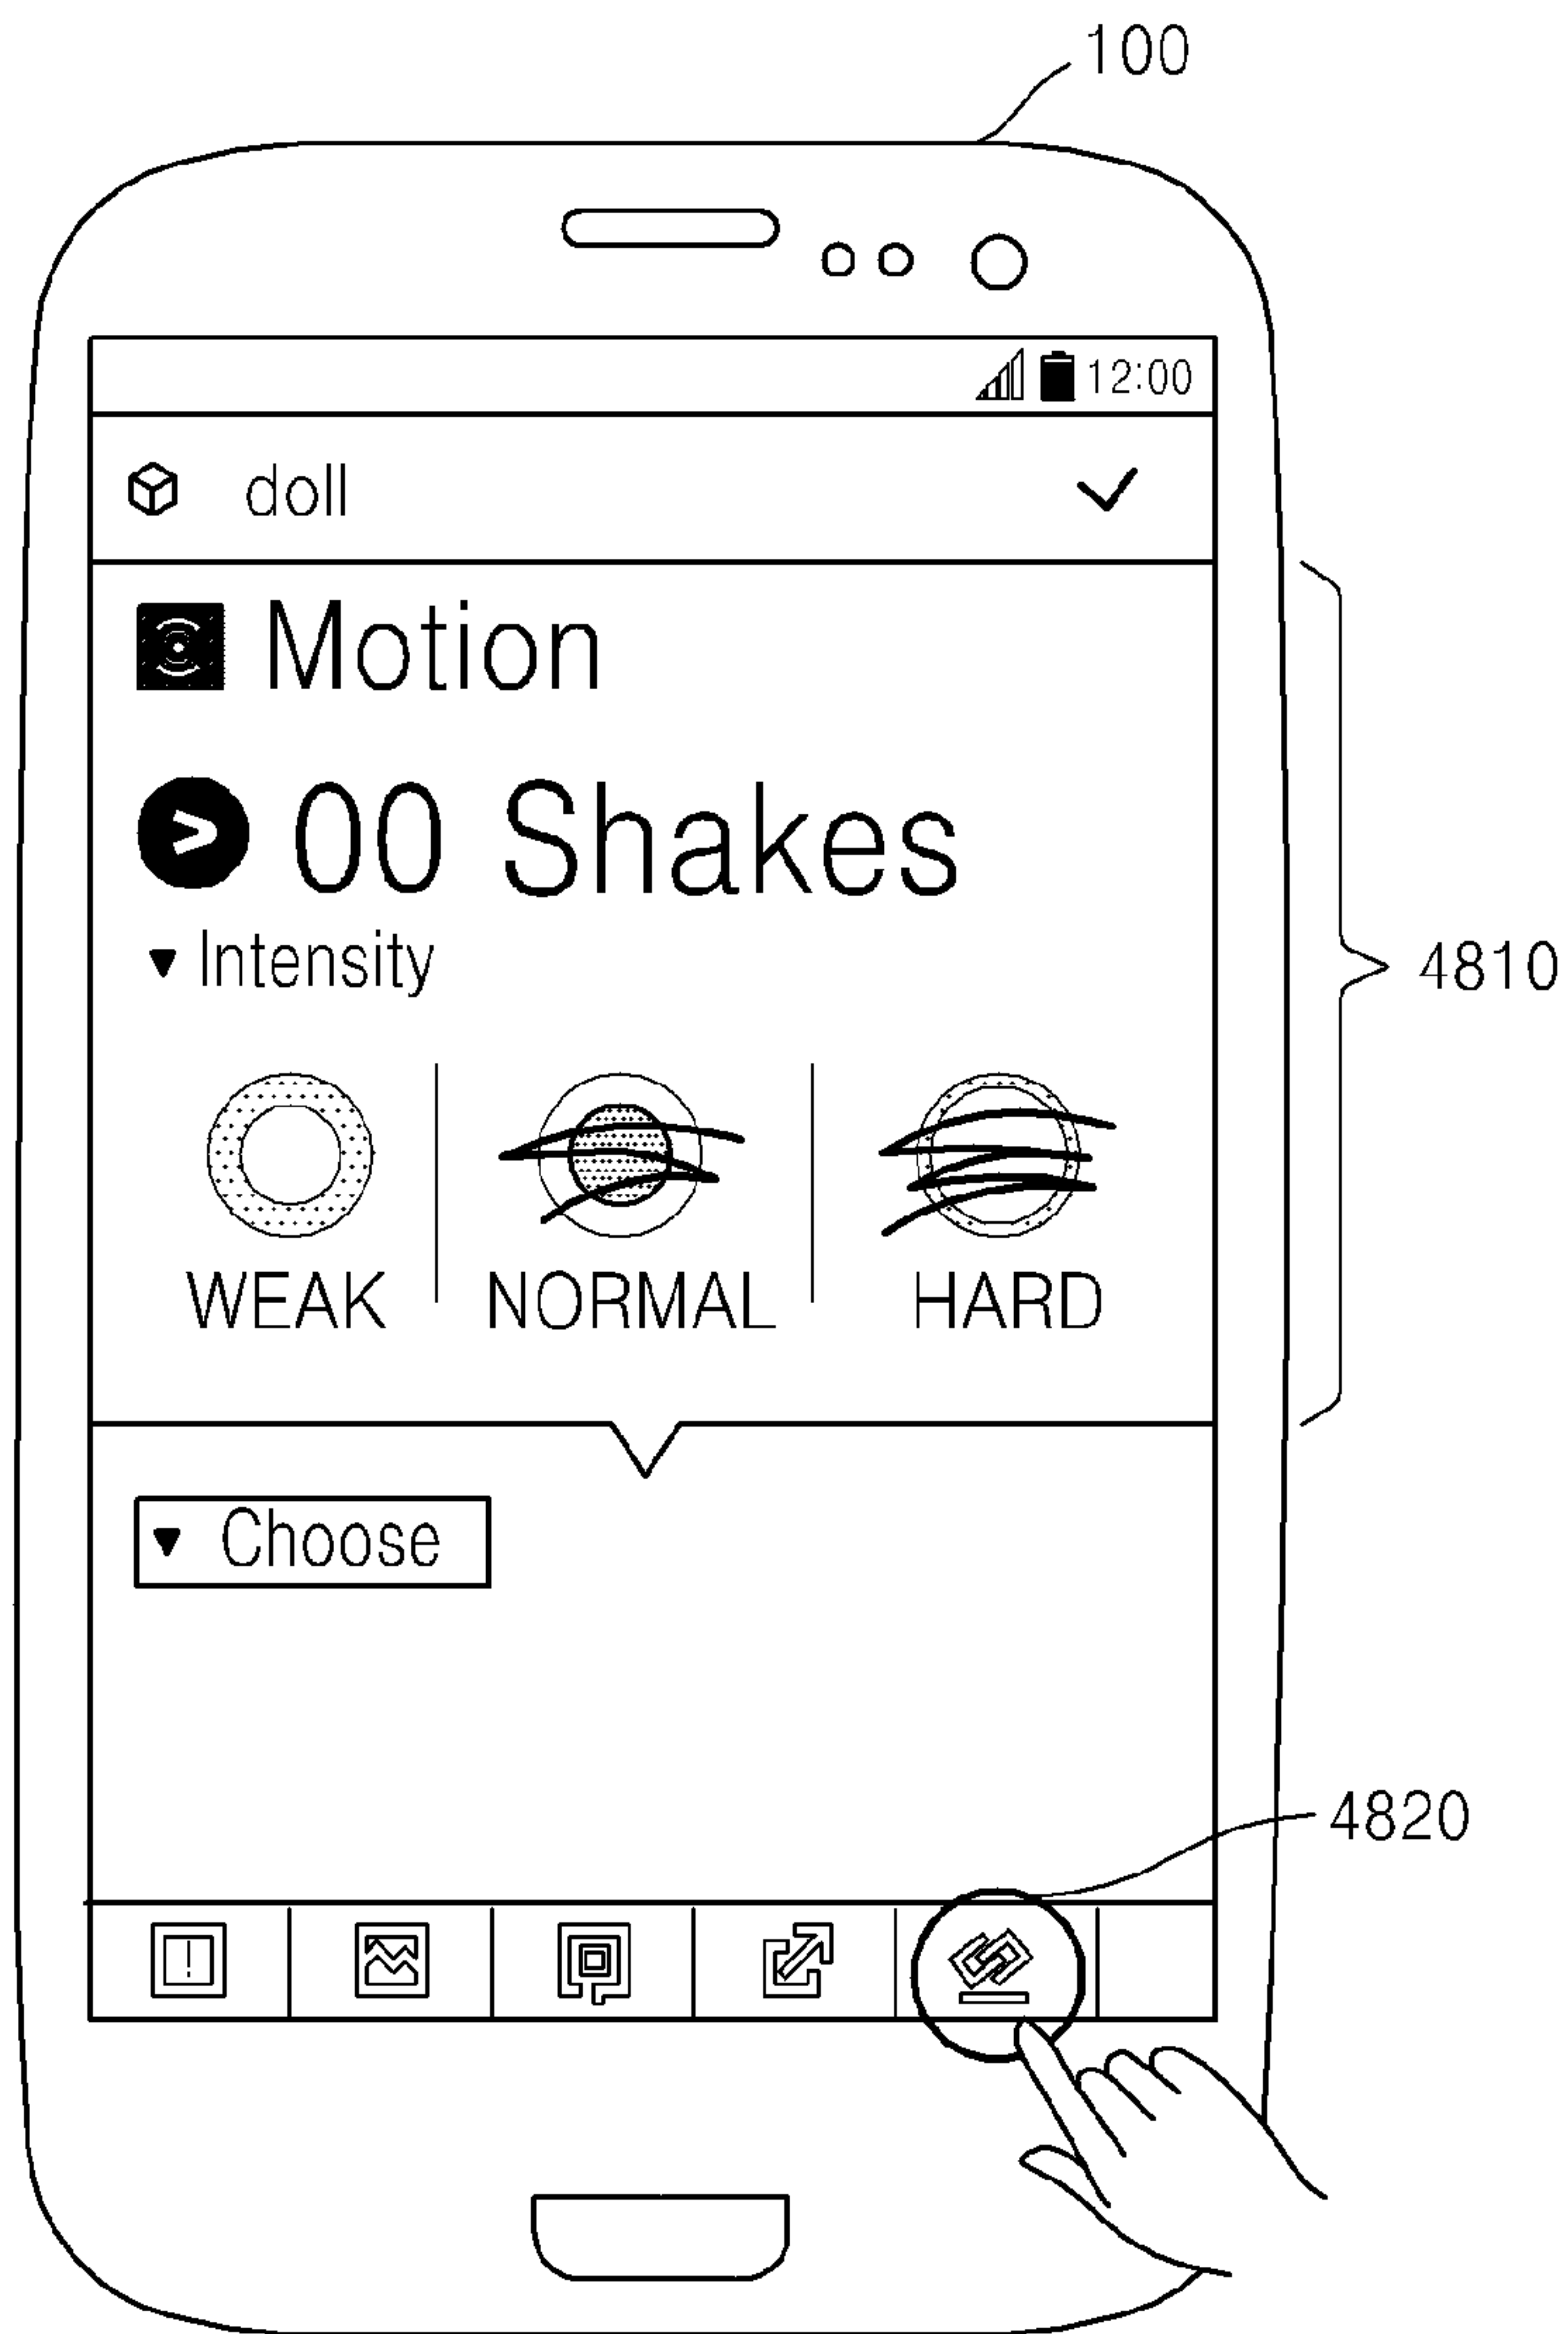 100
12:00
doll
Motion
00 Shakes
Intensity
4810
WEAK NORMAL HARD
Choose
4820